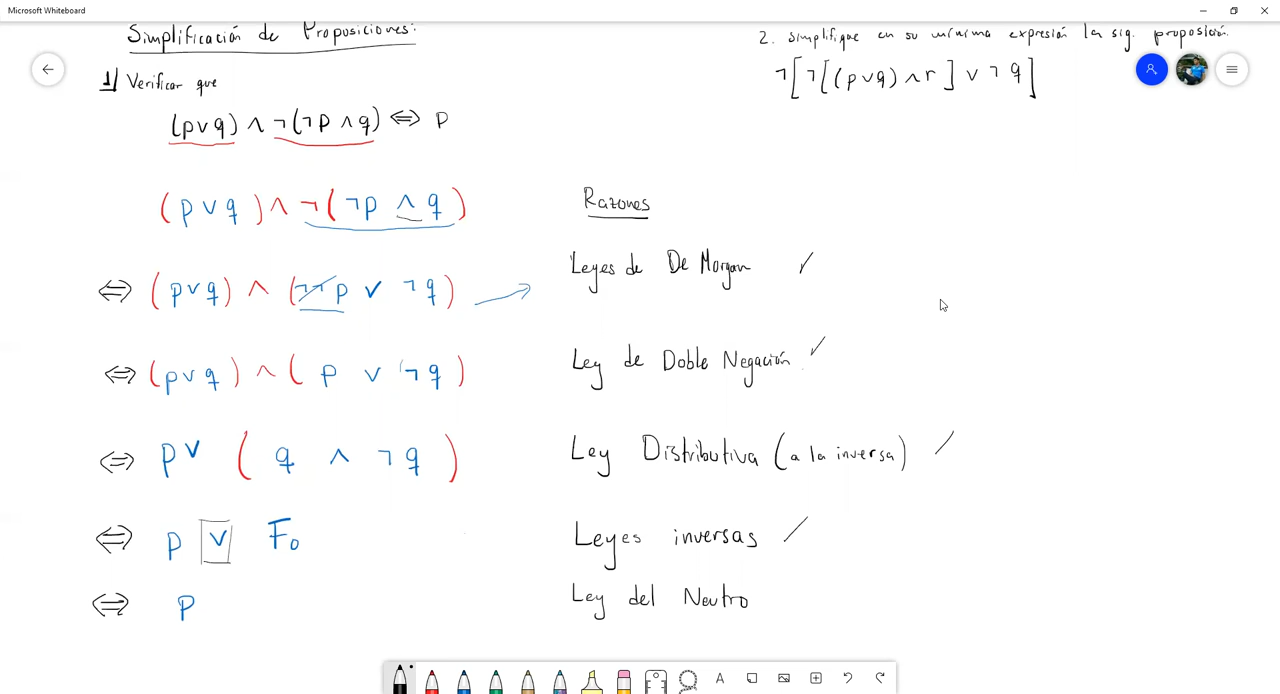 Microsoft Whiteboard
Simplificación de Proposiciones:
1) Verificar que
(p∨q) ∧ ¬(¬p ∧ q) ⇔ p
(p∨q) ∧ ¬(¬p ∧ q)
⇔ (p∨q) ∧ (¬¬p ∨ ¬q)
⇔ (p∨q) ∧ (p ∨ ¬q)
⇔ p∨ (q ∧ ¬q)
⇔ p ∨ F₀
⇔ p
Razones
Leyes de De Morgan
Ley de Doble Negación
Ley Distributiva (a la inversa)
Leyes inversas
Ley del Neutro
2. simplifique en su mínima expresión la sig. proposición.
¬[¬[(p∨q) ∧ r] ∨ ¬q]